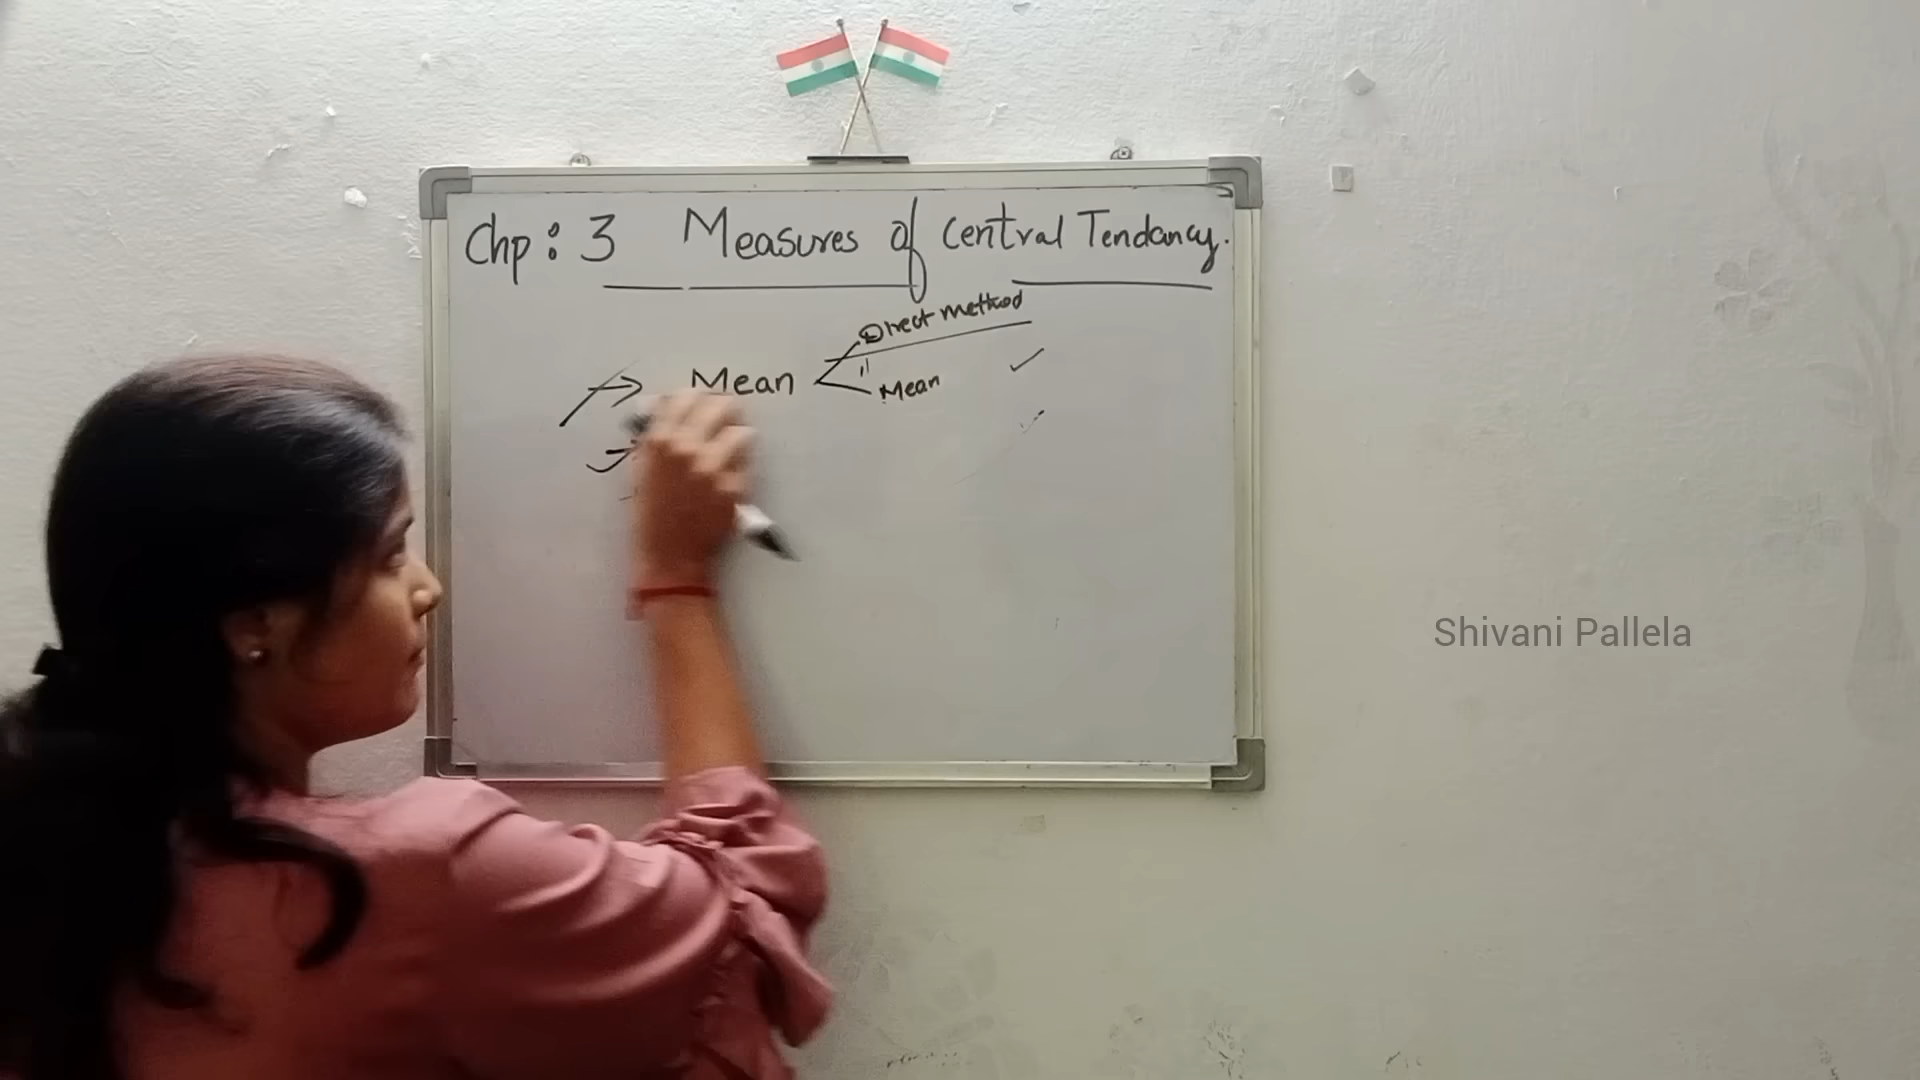 Chp: 3 Measures of Central Tendancy.
Direct Method
Mean
" Mean
Shivani Pallela